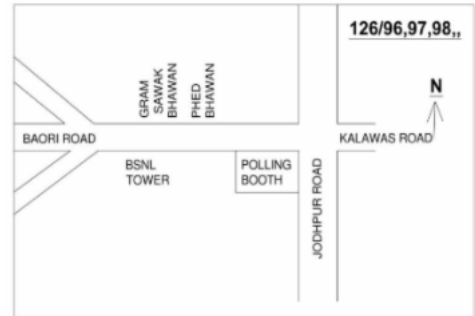 126/96,97,98,,
N
GRAM
SAWAK
BHAWAN
PHED
BHAWAN
BAORI ROAD
KALAWAS ROAD
BSNL
TOWER
POLLING
BOOTH
JODHPUR ROAD